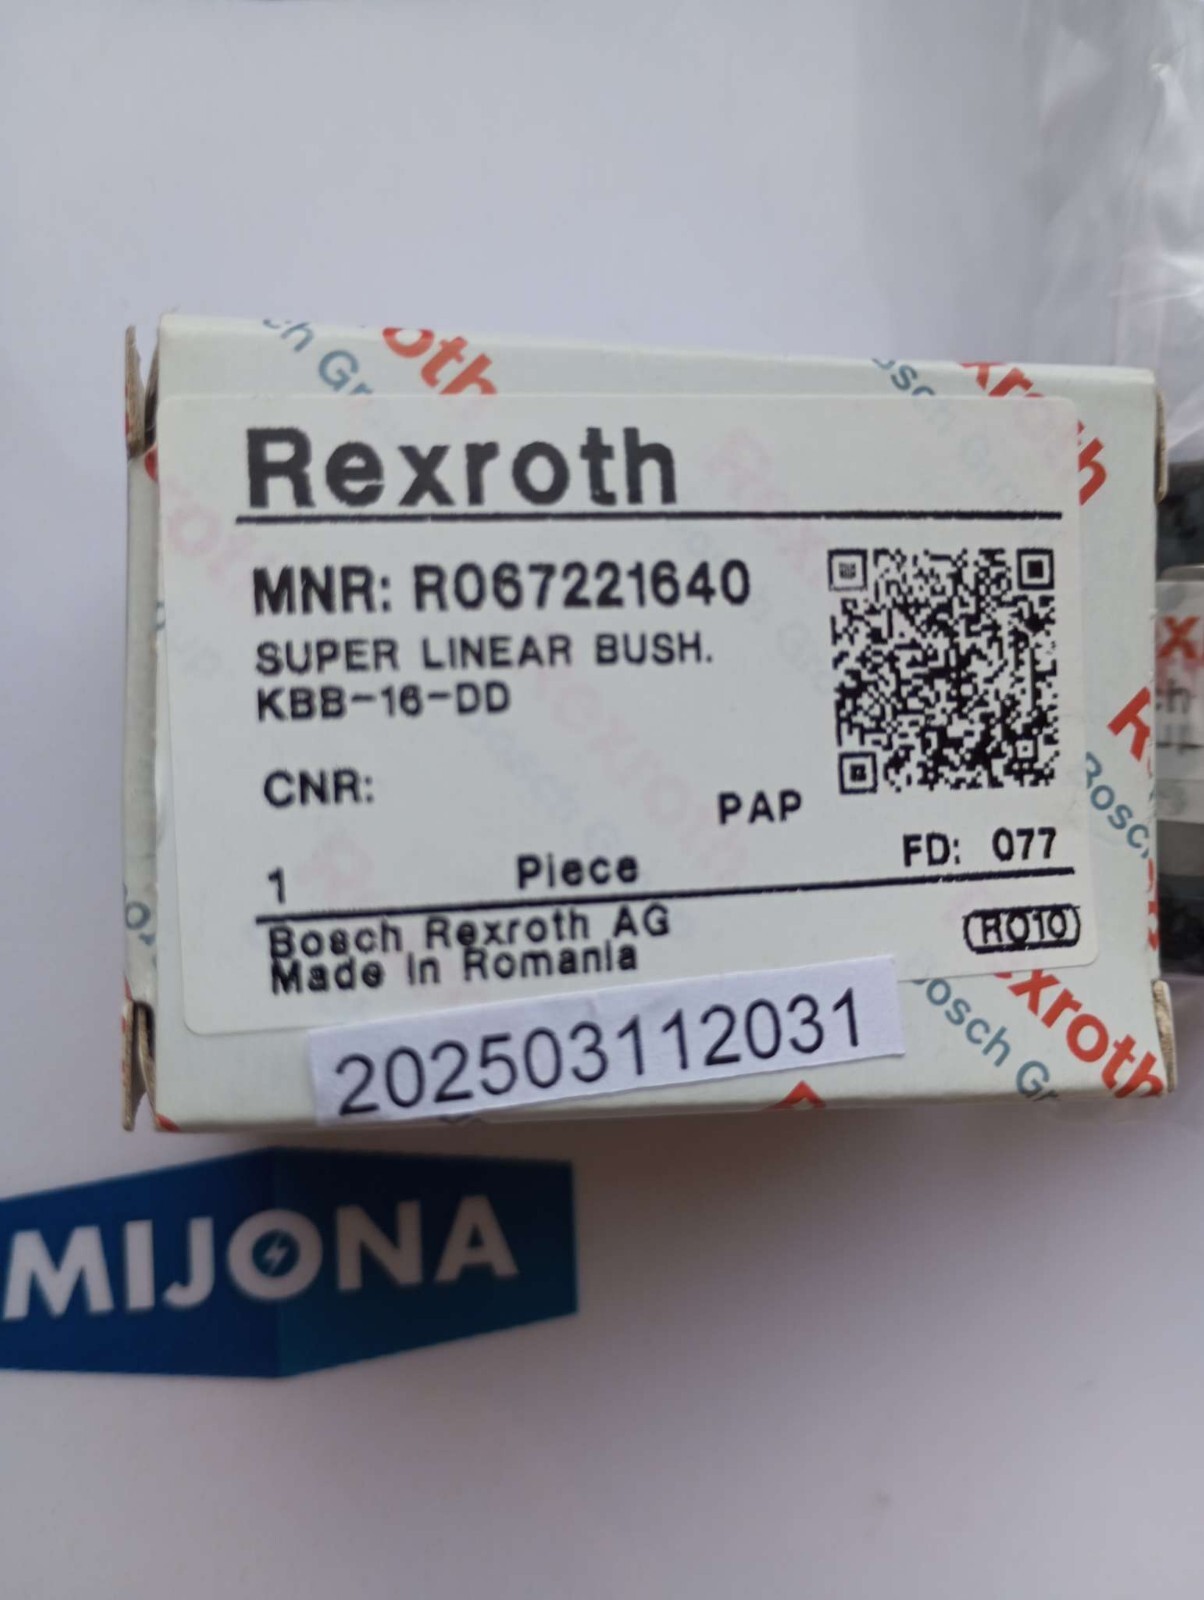 Rexroth
MNR: R067221640
SUPER LINEAR BUSH.
KBB-16-DD
CNR:
PAP
FD: 077
1 Piece
Bosch Rexroth AG
Made in Romania
RO10
202503112031
MIJONA